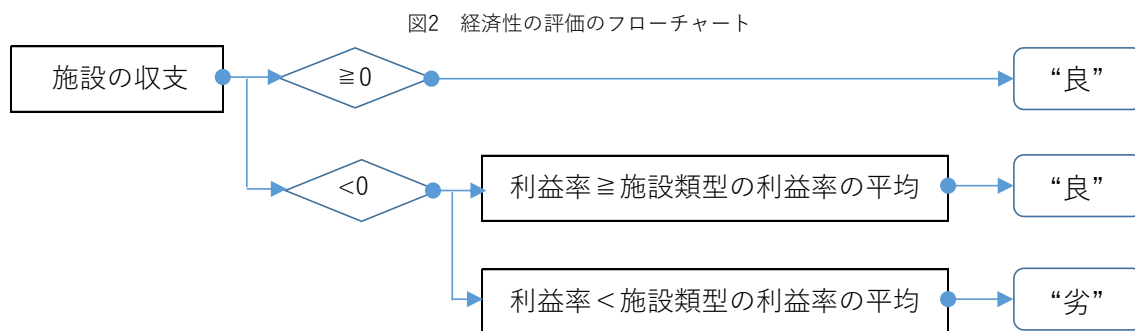 図2　経済性の評価のフローチャート
施設の収支
≧0
“良”
<0
利益率≧施設類型の利益率の平均
“良”
利益率＜施設類型の利益率の平均
“劣”